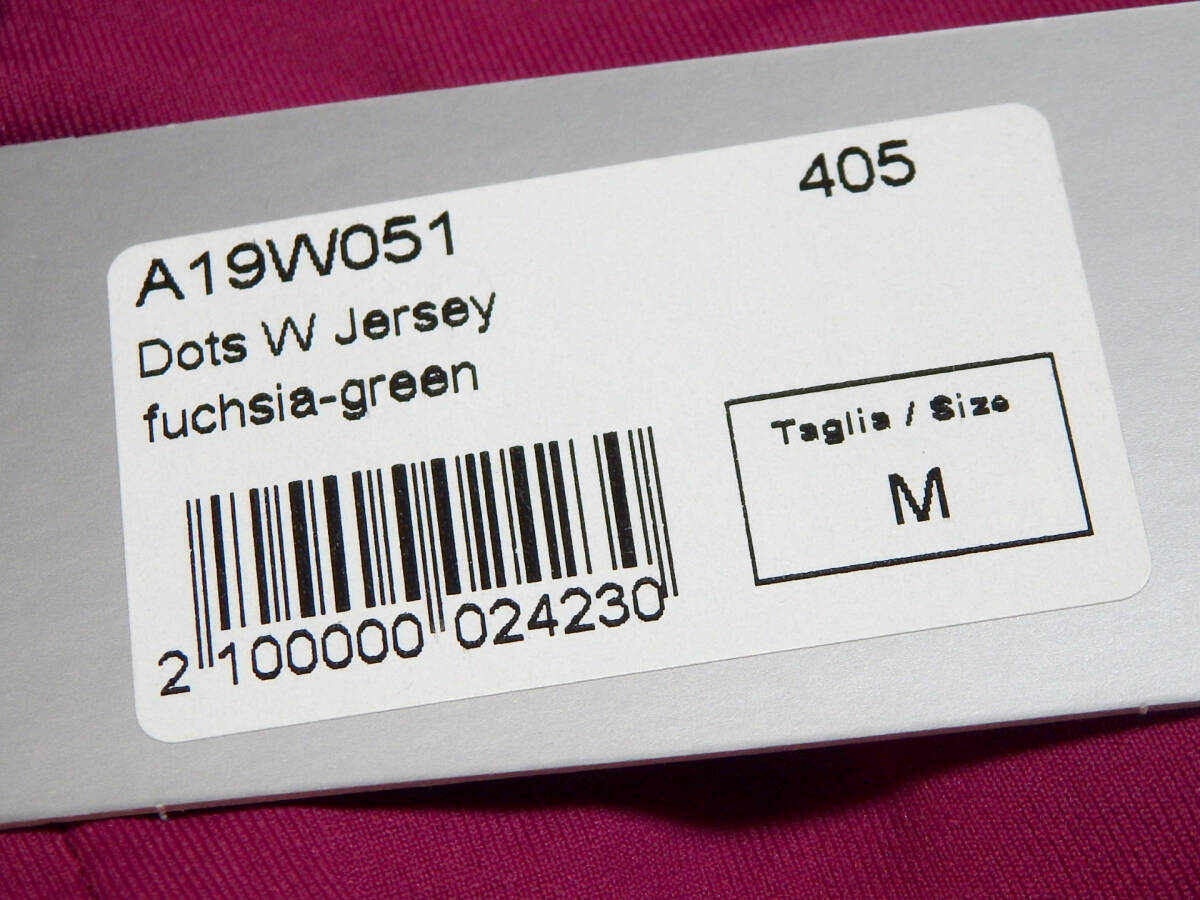 405
A19W051
Dots W Jersey
fuchsia-green
Taglia / Size
M
2 100000 024230